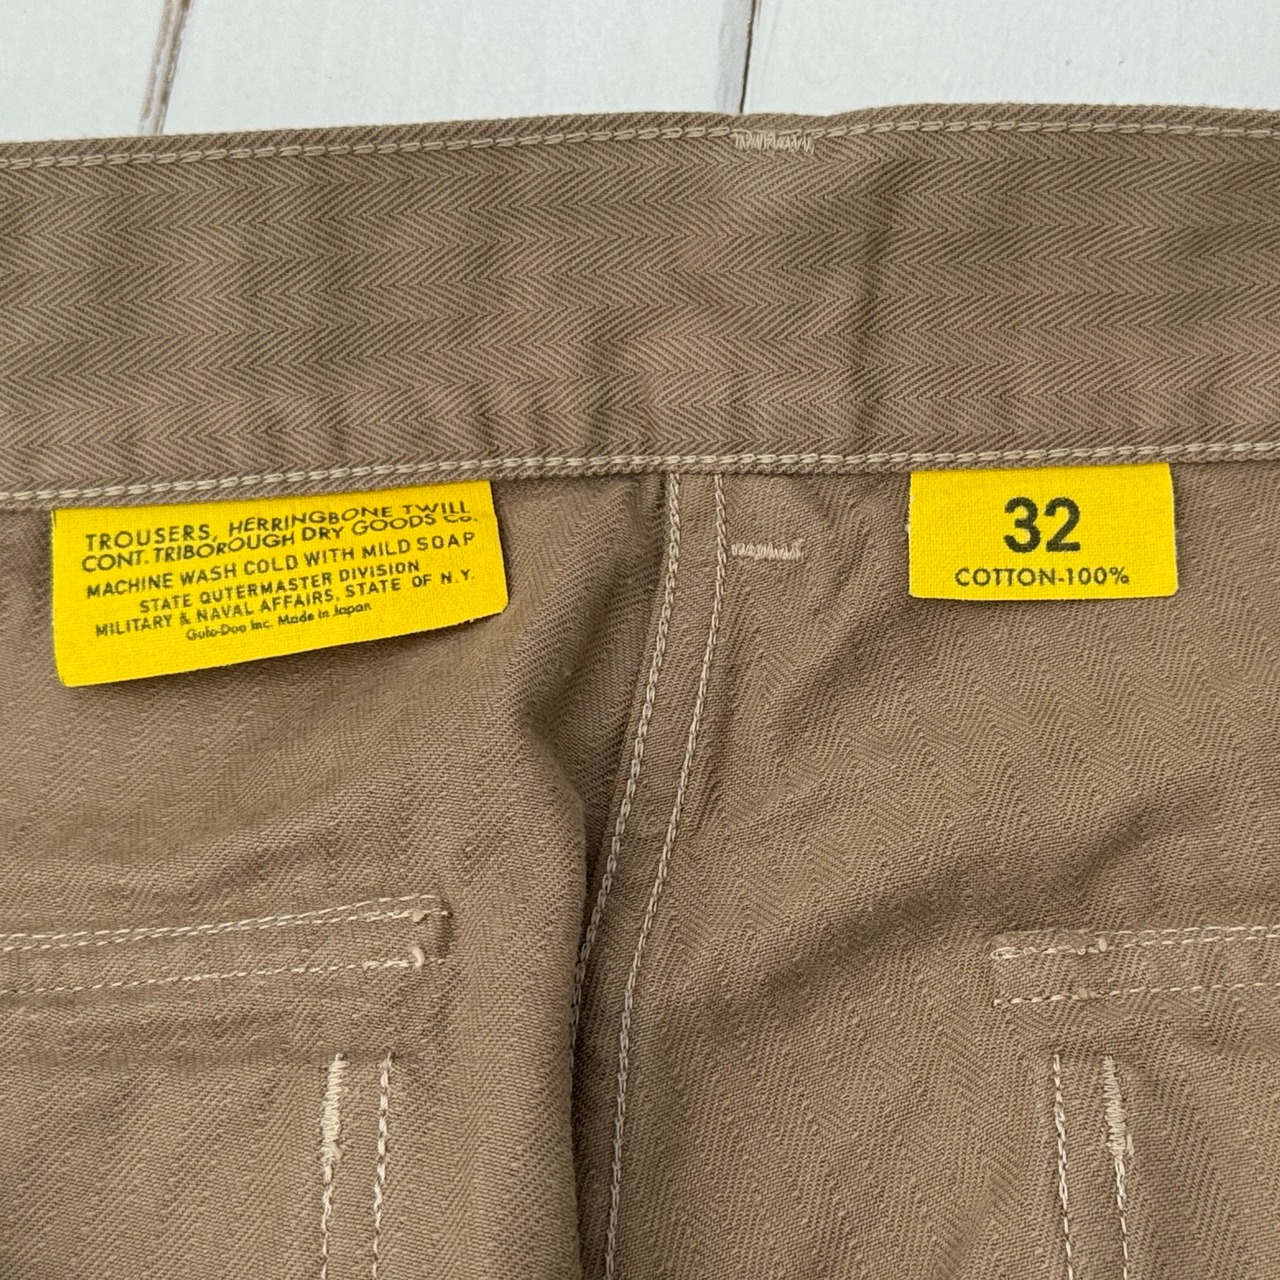 TROUSERS, HERRINGBONE TWILL
CONT. TRIBOROUGH DRY GOODS Co.
MACHINE WASH COLD WITH MILD SOAP
STATE QUTERMASTER DIVISION
MILITARY & NAVAL AFFAIRS, STATE OF N.Y.
Inc. Made in Japan
32
COTTON-100%